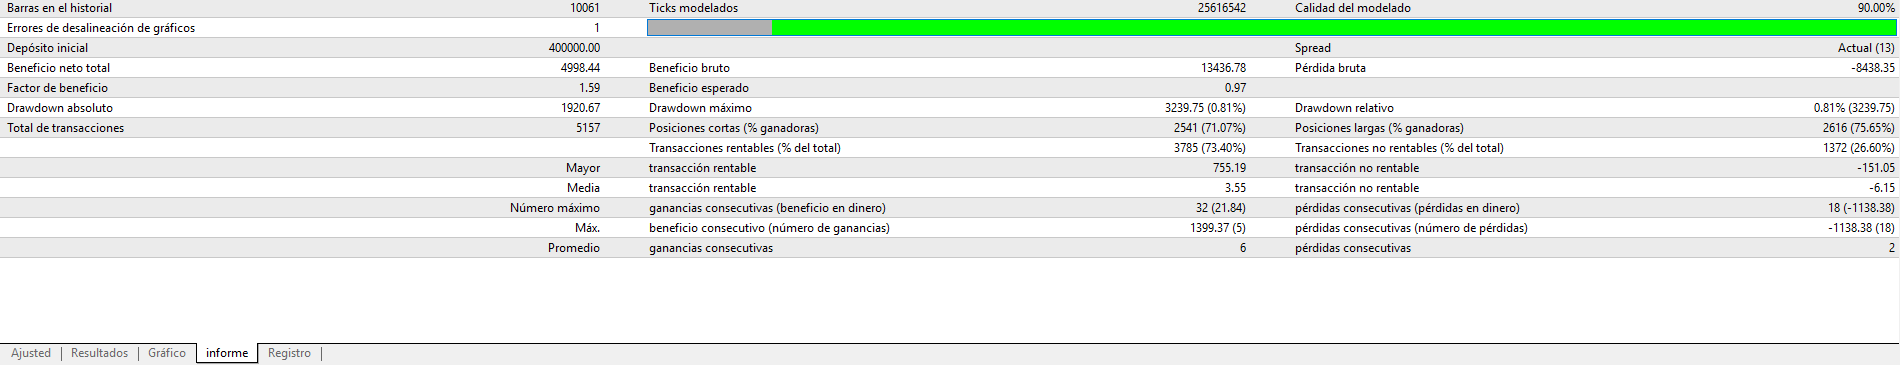 Barras en el historial 10061 Ticks modelados 25616542 Calidad del modelado 90.00%
Errores de desalineación de gráficos 1
Depósito inicial 400000.00 Spread Actual (13)
Beneficio neto total 4998.44 Beneficio bruto 13436.78 Pérdida bruta -8438.35
Factor de beneficio 1.59 Beneficio esperado 0.97
Drawdown absoluto 1920.67 Drawdown máximo 3239.75 (0.81%) Drawdown relativo 0.81% (3239.75)
Total de transacciones 5157 Posiciones cortas (% ganadoras) 2541 (71.07%) Posiciones largas (% ganadoras) 2616 (75.65%)
Transacciones rentables (% del total) 3785 (73.40%) Transacciones no rentables (% del total) 1372 (26.60%)
Mayor transacción rentable 755.19 transacción no rentable -151.05
Media transacción rentable 3.55 transacción no rentable -6.15
Número máximo ganancias consecutivas (beneficio en dinero) 32 (21.84) pérdidas consecutivas (pérdidas en dinero) 18 (-1138.38)
Máx. beneficio consecutivo (número de ganancias) 1399.37 (5) pérdidas consecutivas (número de pérdidas) -1138.38 (18)
Promedio ganancias consecutivas 6 pérdidas consecutivas 2
Ajusted | Resultados | Gráfico | informe | Registro |